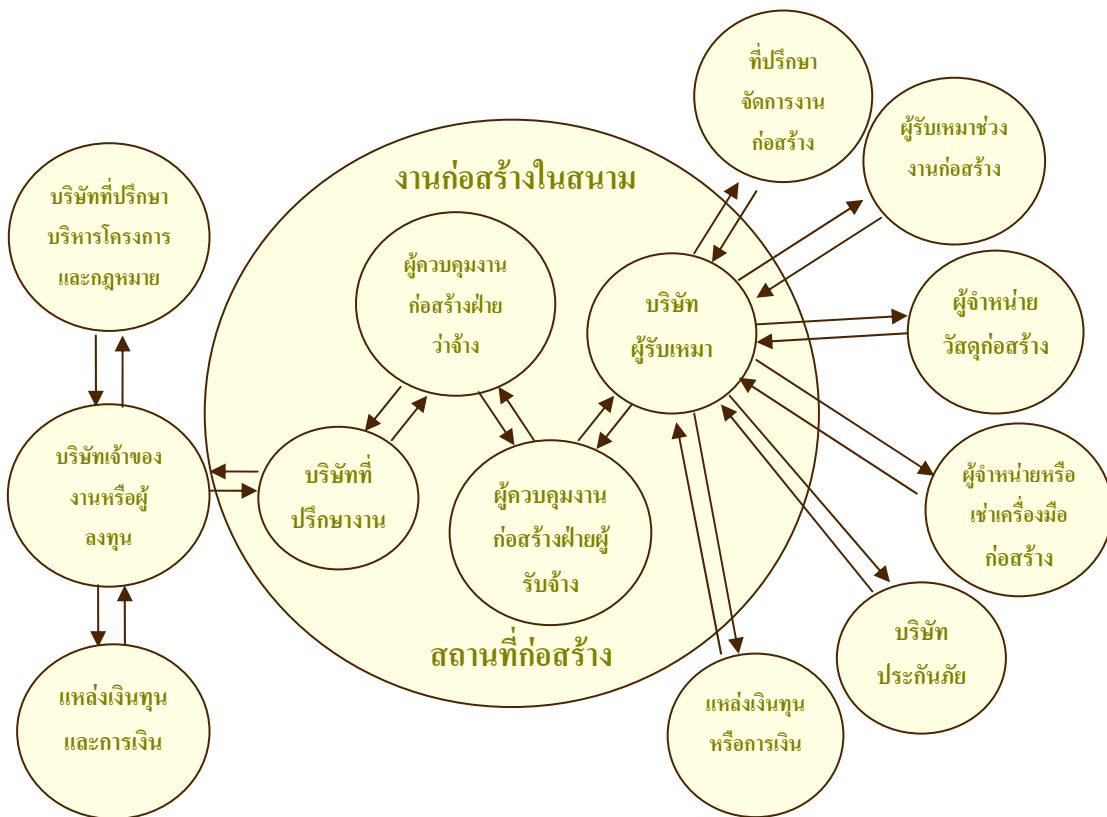 ที่ปรึกษา
จัดการงาน
ก่อสร้าง
ผู้รับเหมาช่วง
งานก่อสร้าง
งานก่อสร้างในสนาม
บริษัทที่ปรึกษา
บริหารโครงการ
และกฎหมาย
ผู้ควบคุมงาน
ก่อสร้างฝ่าย
ว่าจ้าง
บริษัท
ผู้รับเหมา
ผู้จำหน่าย
วัสดุก่อสร้าง
บริษัทเจ้าของ
งานหรือผู้
ลงทุน
บริษัทที่
ปรึกษางาน
ผู้ควบคุมงาน
ก่อสร้างฝ่ายผู้
รับจ้าง
ผู้จำหน่ายหรือ
เช่าเครื่องมือ
ก่อสร้าง
สถานที่ก่อสร้าง
บริษัท
ประกันภัย
แหล่งเงินทุน
และการเงิน
แหล่งเงินทุน
หรือการเงิน